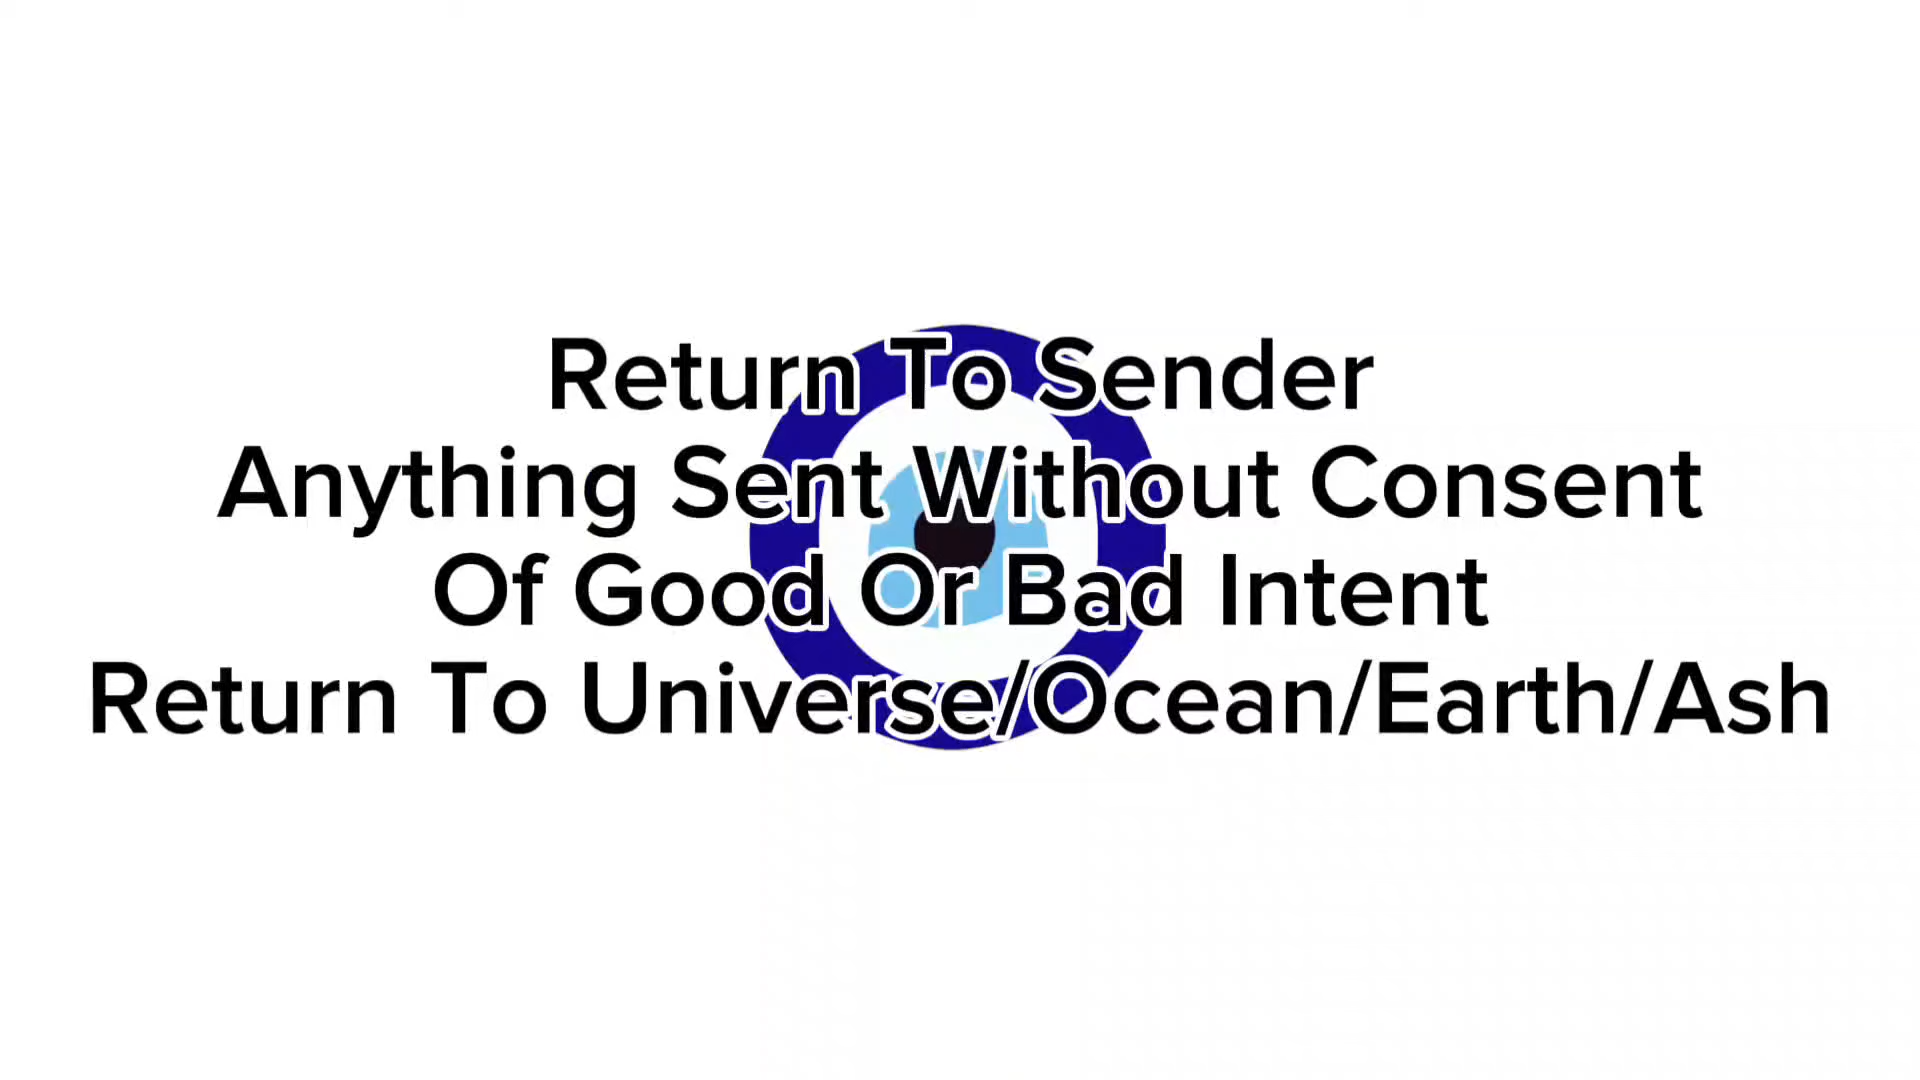 Return To Sender
Anything Sent Without Consent
Of Good Or Bad Intent
Return To Universe/Ocean/Earth/Ash